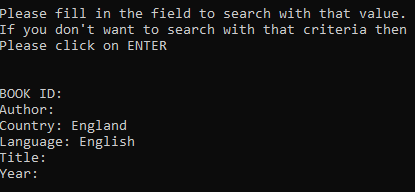 Please fill in the field to search with that value.
If you don't want to search with that criteria then
Please click on ENTER
BOOK ID:
Author:
Country: England
Language: English
Title:
Year: